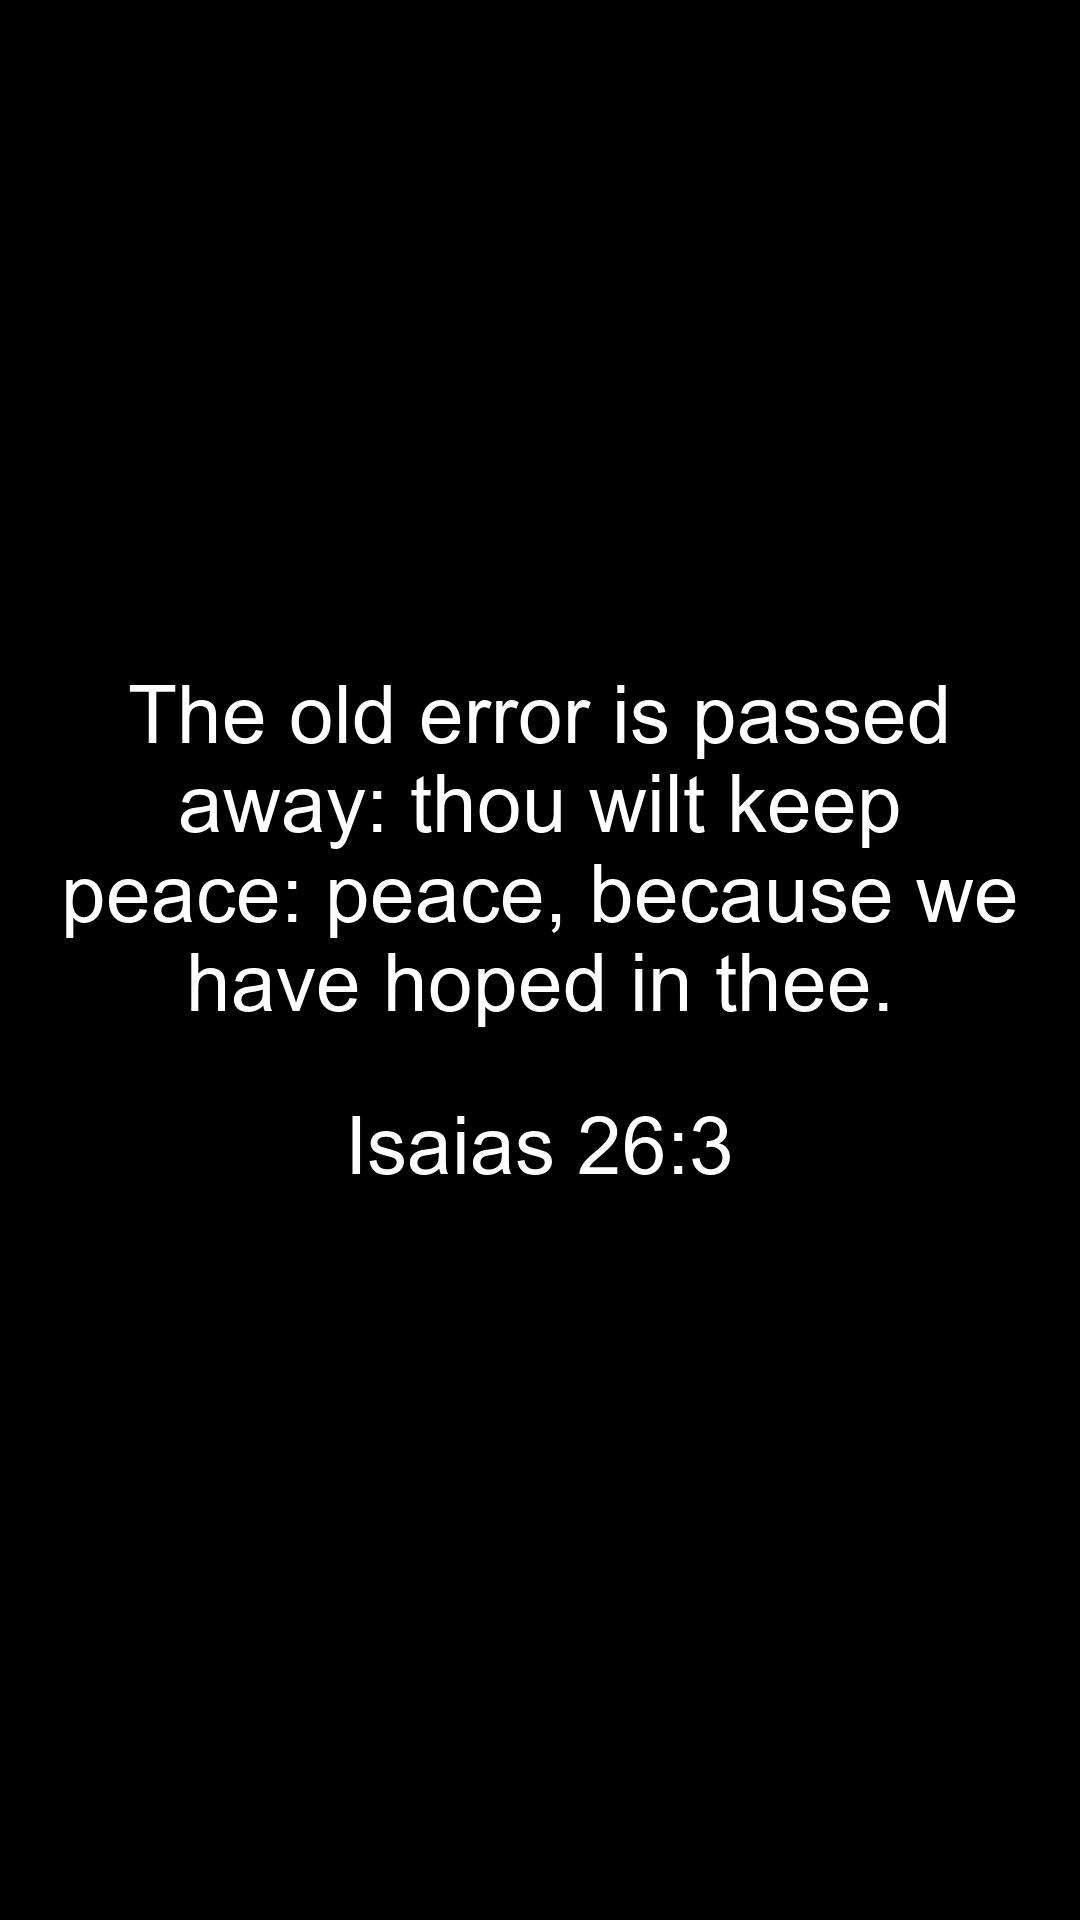 The old error is passed
away: thou wilt keep
peace: peace, because we
have hoped in thee.
Isaias 26:3